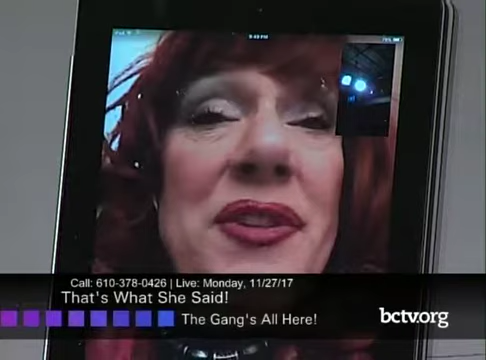 Call: 610-378-0426 | Live: Monday, 11/27/17
That's What She Said!
The Gang's All Here!
bctv.org